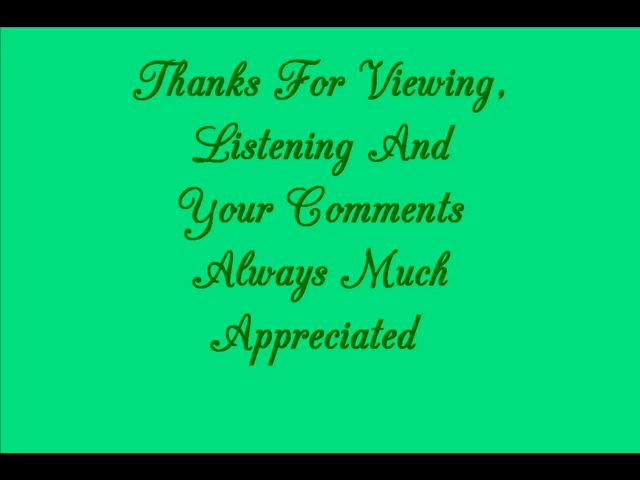 Thanks For Viewing,
Listening And
Your Comments
Always Much
Appreciated